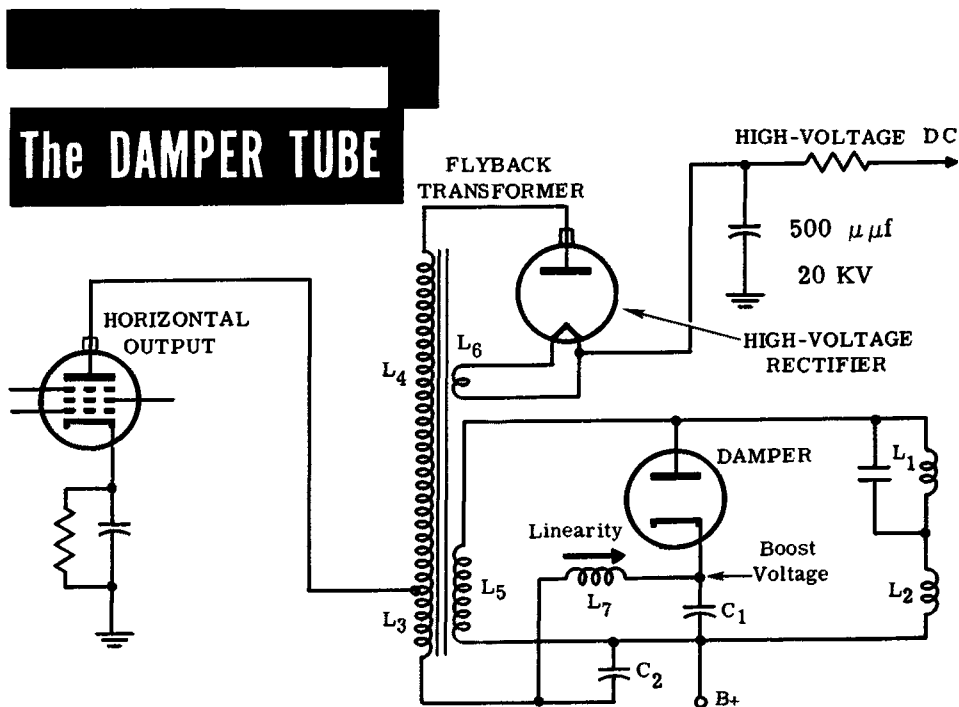 The DAMPER TUBE
HIGH-VOLTAGE DC
FLYBACK
TRANSFORMER
500 μμf
20 KV
HORIZONTAL
OUTPUT
HIGH-VOLTAGE
RECTIFIER
L6
L4
DAMPER
L1
Linearity
Boost
Voltage
L5
L7
C1
L2
L3
C2
B+